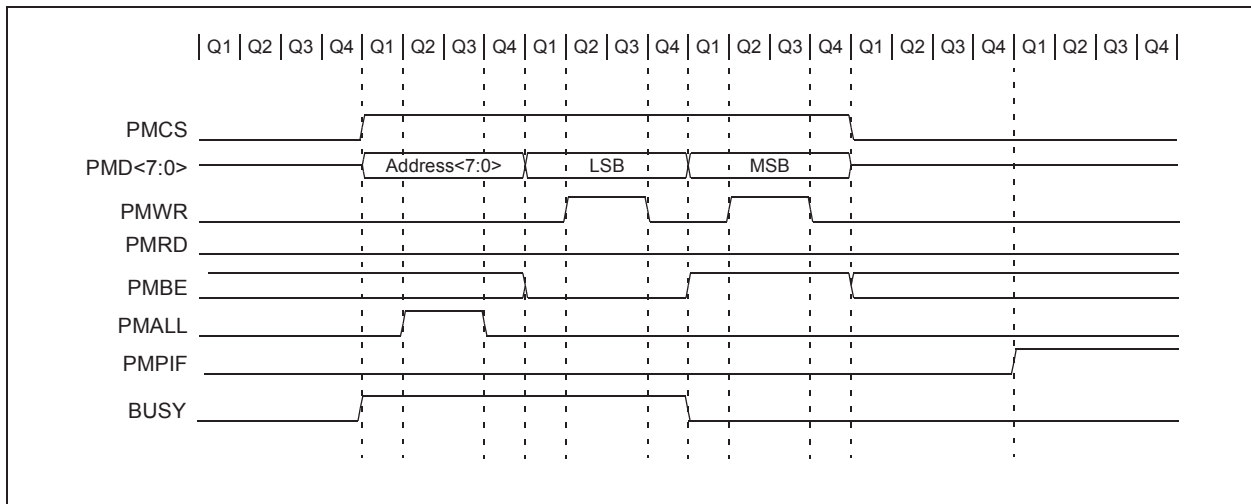 Q1 Q2 Q3 Q4 Q1 Q2 Q3 Q4 Q1 Q2 Q3 Q4 Q1 Q2 Q3 Q4 Q1 Q2 Q3 Q4 Q1 Q2 Q3 Q4
PMCS
PMD<7:0> Address<7:0> LSB MSB
PMWR
PMRD
PMBE
PMALL
PMPIF
BUSY